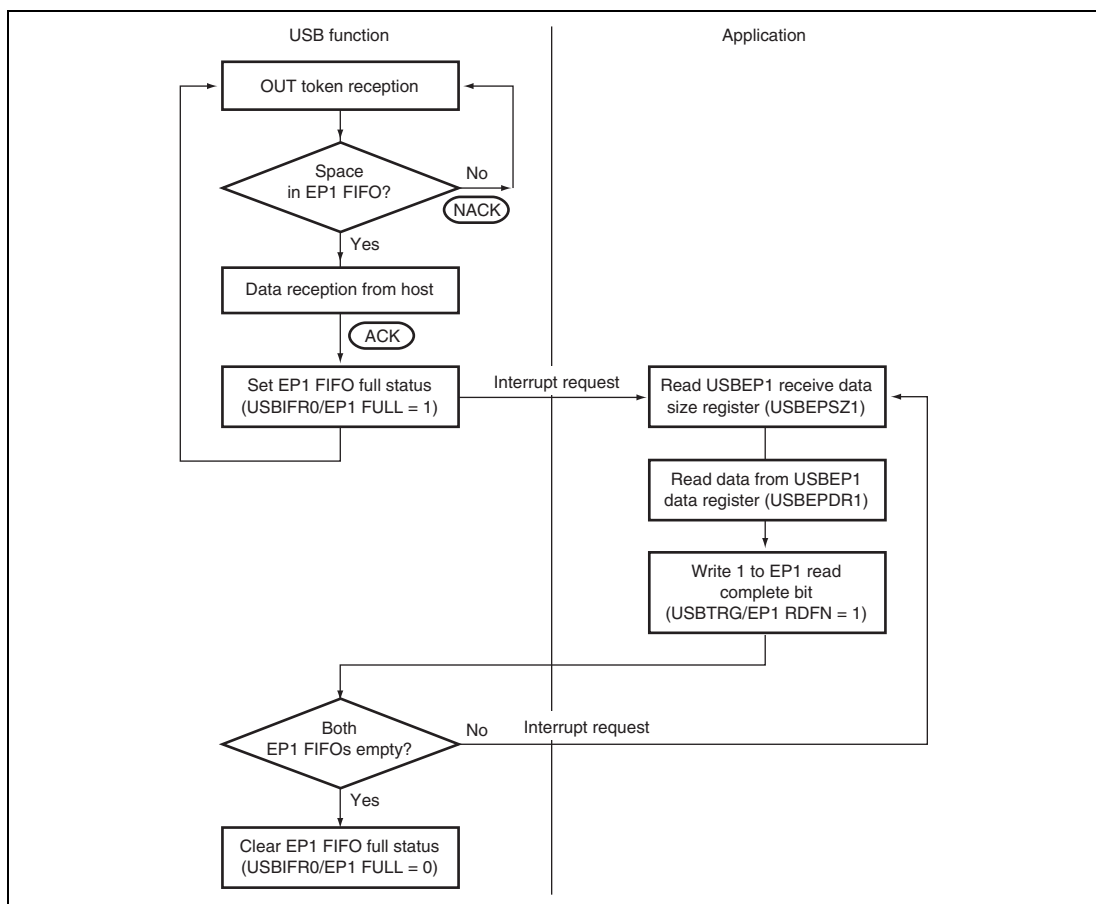 USB function
Application
OUT token reception
Space
in EP1 FIFO?
No
NACK
Yes
Data reception from host
ACK
Set EP1 FIFO full status
(USBIFR0/EP1 FULL = 1)
Interrupt request
Read USBEP1 receive data
size register (USBEPSZ1)
Read data from USBEP1
data register (USBEPDR1)
Write 1 to EP1 read
complete bit
(USBTRG/EP1 RDFN = 1)
Both
EP1 FIFOs empty?
No
Interrupt request
Yes
Clear EP1 FIFO full status
(USBIFR0/EP1 FULL = 0)